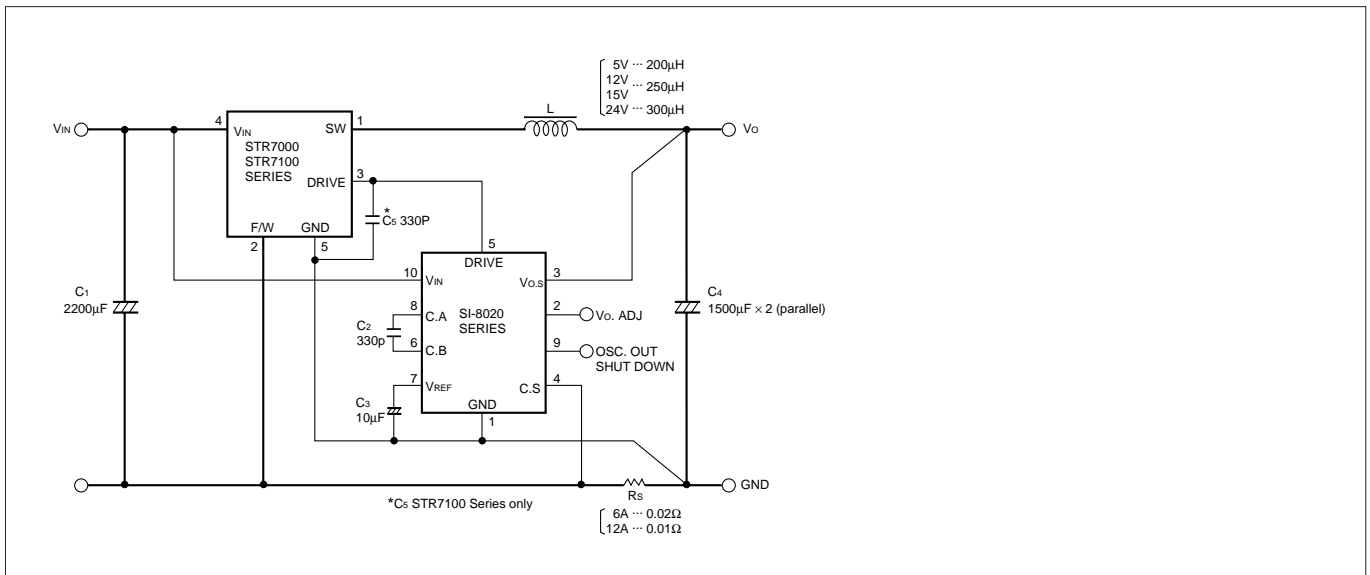 5V ··· 200µH
12V
··· 250µH
15V
24V ··· 300µH
L
VIN
4
VIN
SW
1
VO
STR7000
STR7100
SERIES
DRIVE
3
*
C5 330P
F/W
GND
2
5
5
DRIVE
10
VIN
VO.S
3
C1
2200µF
C4
1500µF × 2 (parallel)
8
C.A
SI-8020
SERIES
2
VO. ADJ
C2
330p
6
C.B
9
OSC. OUT
SHUT DOWN
7
VREF
C.S
4
C3
10µF
GND
1
GND
*C5 STR7100 Series only
RS
6A ··· 0.02Ω
12A ··· 0.01Ω